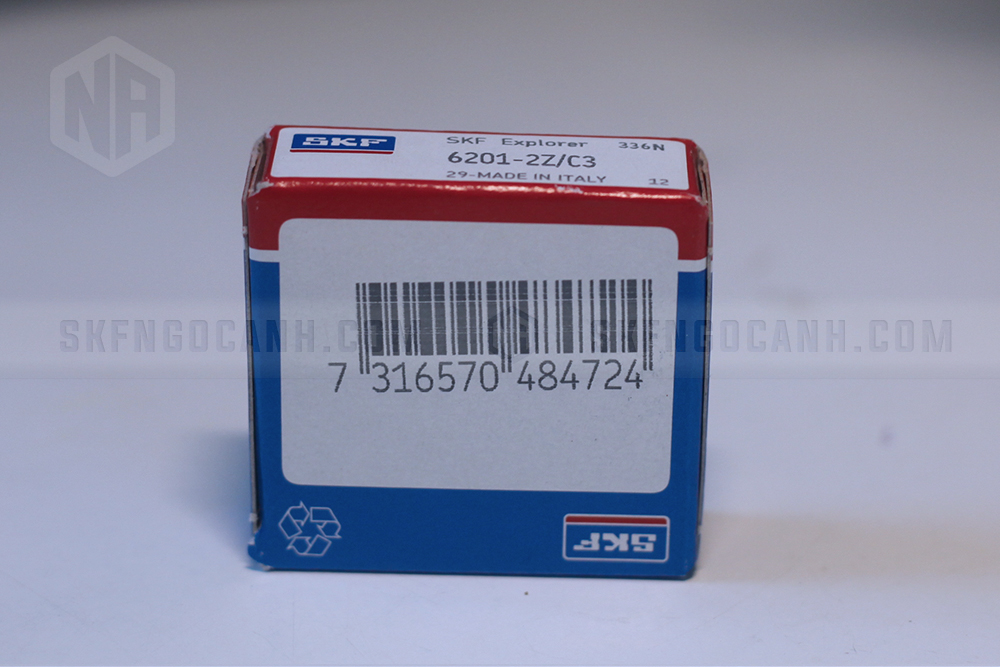 NA
SKF
SKF Explorer 336N
6201-2Z/C3
29-MADE IN ITALY 12
SKFNGOCANH.COM SKFNGOCANH.COM
7 316570 484724
SKF